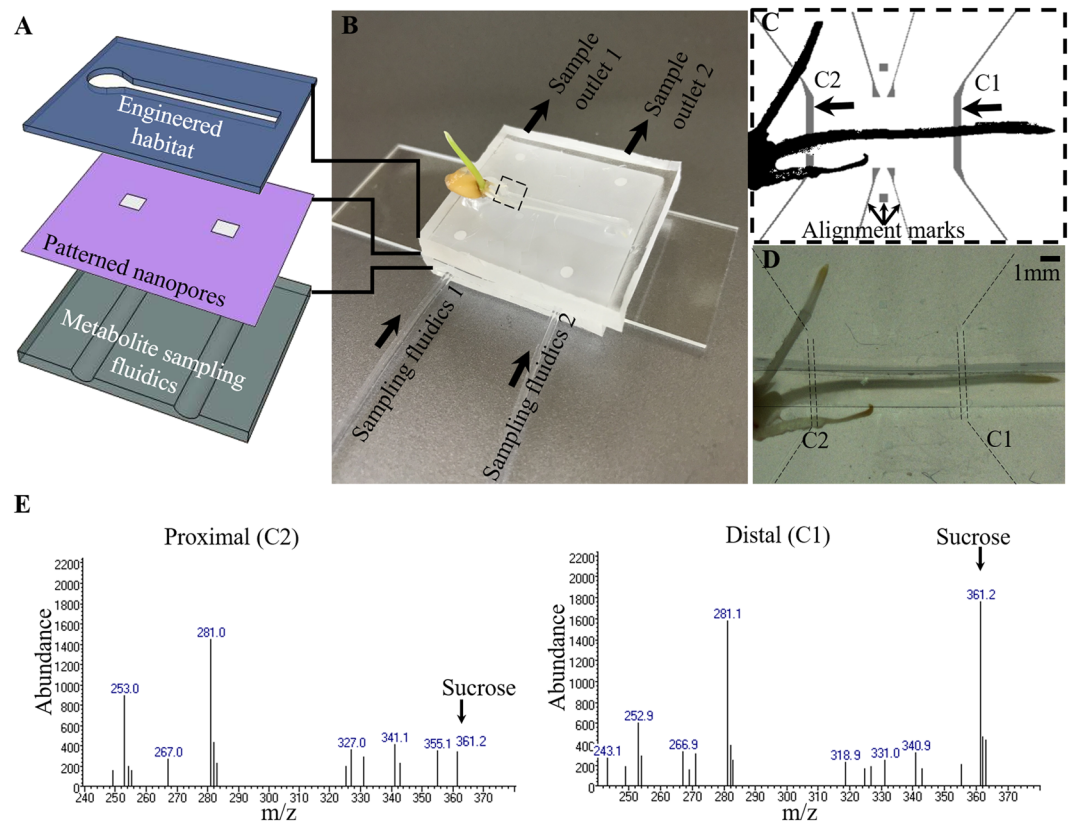 A
Engineered
habitat
Patterned nanopores
Metabolite sampling
fluidics
B
Sample
outlet 1
Sample
outlet 2
Sampling fluidics 1
Sampling fluidics 2
C
C2
C1
Alignment marks
D
1mm
C2
C1
E
Proximal (C2)
Abundance
2200
2000
1800
1600
1400
1200
1000
800
600
400
200
0
253.0
267.0
281.0
327.0
341.1
355.1
361.2
Sucrose
240 250 260 270 280 290 300 310 320 330 340 350 360 370
m/z
Distal (C1)
Abundance
2200
2000
1800
1600
1400
1200
1000
800
600
400
200
0
243.1
252.9
266.9
281.1
318.9
331.0
340.9
361.2
Sucrose
250 260 270 280 290 300 310 320 330 340 350 360 370
m/z